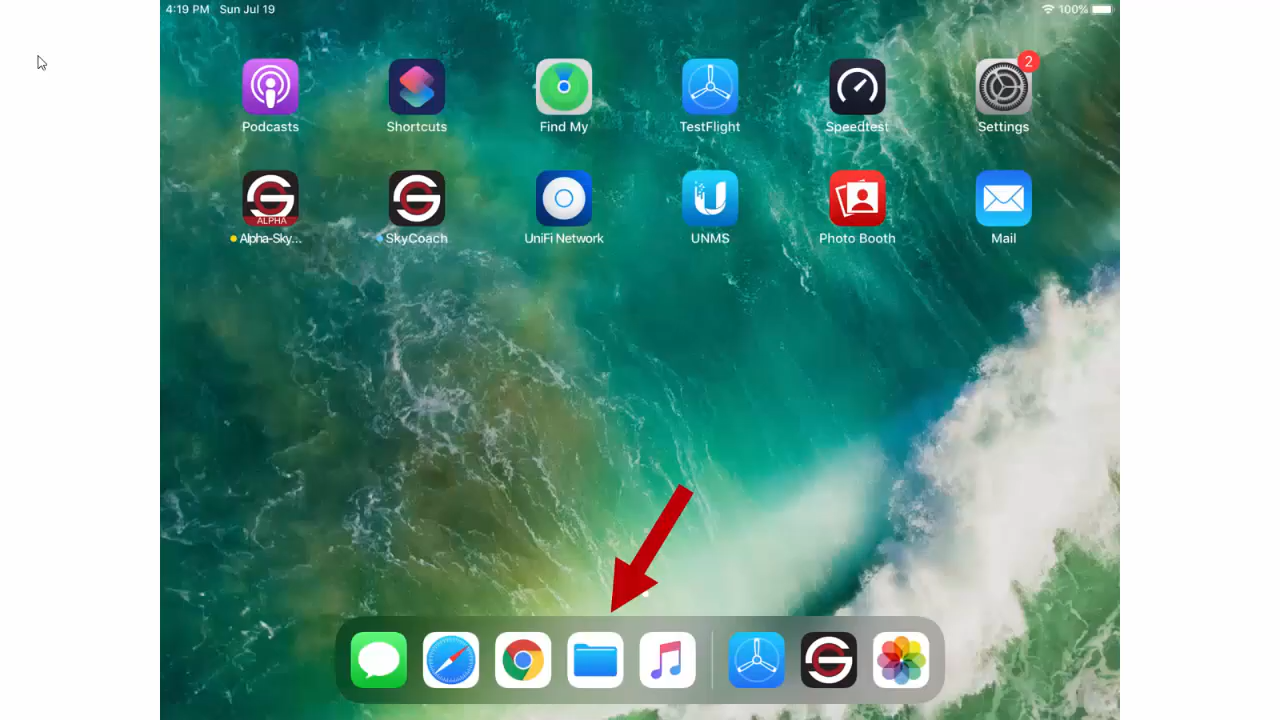 4:19 PM Sun Jul 19
100%
2
Podcasts
Shortcuts
Find My
TestFlight
Speedtest
Settings
ALPHA
Alpha-Sky...
SkyCoach
UniFi Network
UNMS
Photo Booth
Mail